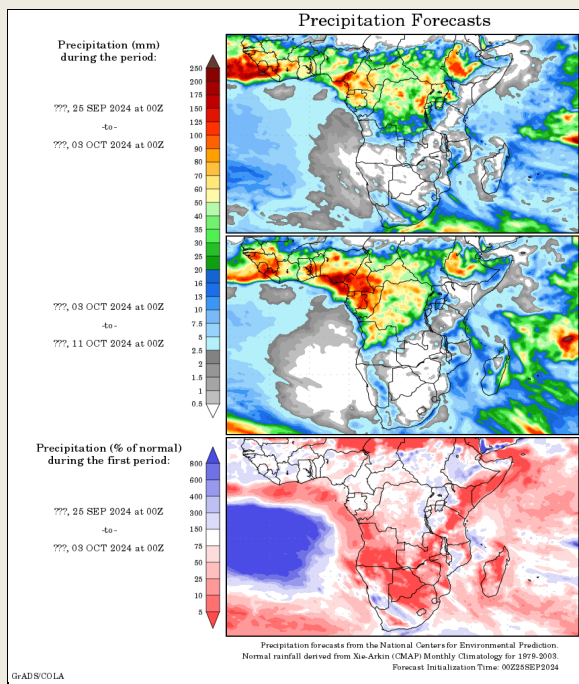 Precipitation Forecasts
Precipitation (mm)
during the period:
???, 25 SEP 2024 at 00Z
-to-
???, 03 OCT 2024 at 00Z
250
200
175
150
125
100
90
80
70
60
50
40
35
30
25
20
16
13
10
7.5
5
2.5
2
1.5
1
0.5
???, 03 OCT 2024 at 00Z
-to-
???, 11 OCT 2024 at 00Z
Precipitation (% of normal)
during the first period:
???, 25 SEP 2024 at 00Z
-to-
???, 03 OCT 2024 at 00Z
800
600
400
300
150
75
50
25
10
5
Precipitation forecasts from the National Centers for Environmental Prediction.
Normal rainfall derived from Xie-Arkin (CMAP) Monthly Climatology for 1979-2003.
Forecast Initialization Time: 00Z25SEP2024
GrADS/COLA